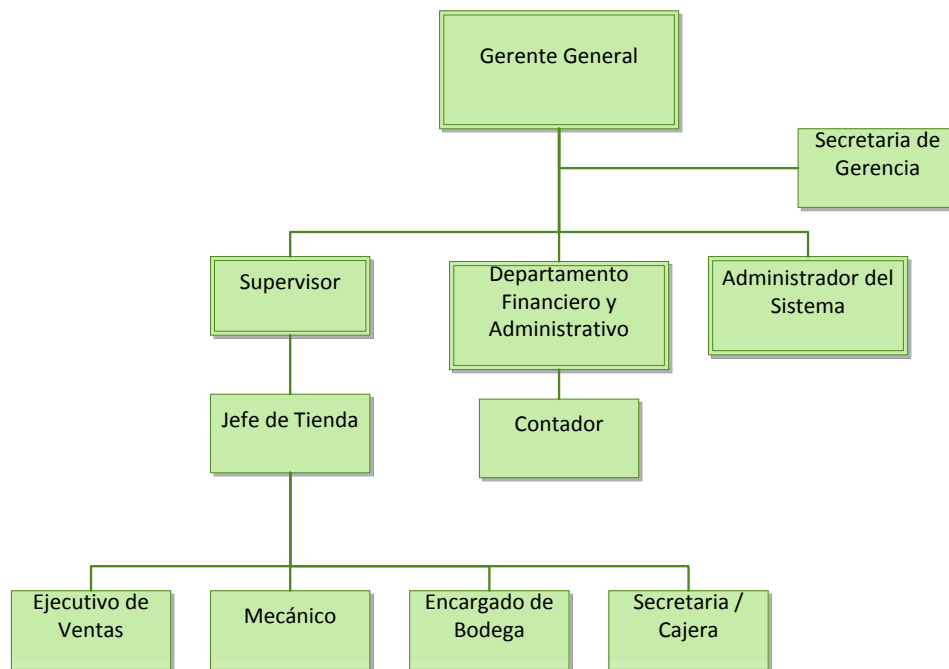 Gerente General
Secretaria de
Gerencia
Supervisor
Departamento
Financiero y
Administrativo
Administrador del
Sistema
Jefe de Tienda
Contador
Ejecutivo de
Ventas
Mecánico
Encargado de
Bodega
Secretaria /
Cajera